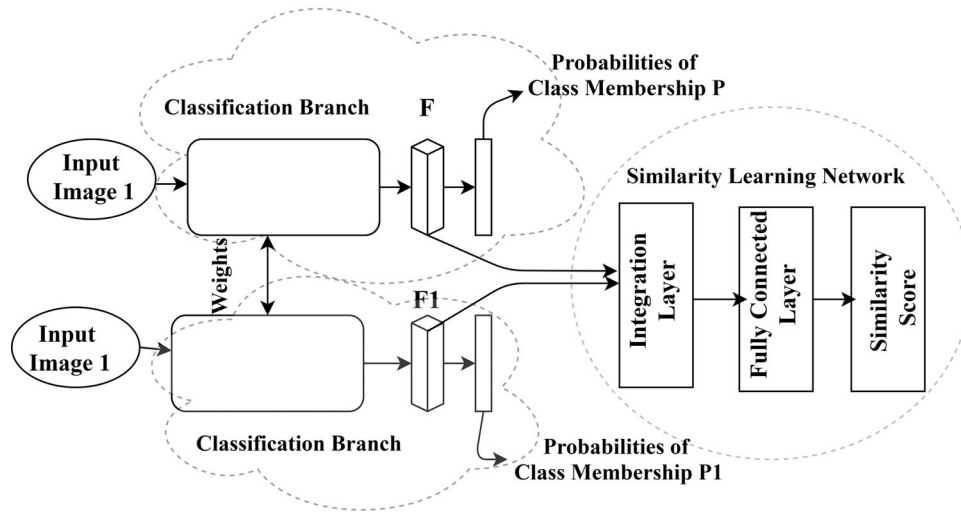 Probabilities of
Class Membership P
Classification Branch
F
Input
Image 1
Similarity Learning Network
Weights
Integration
Layer
Fully Connected
Layer
Similarity
Score
F1
Input
Image 1
Classification Branch
Probabilities of
Class Membership P1